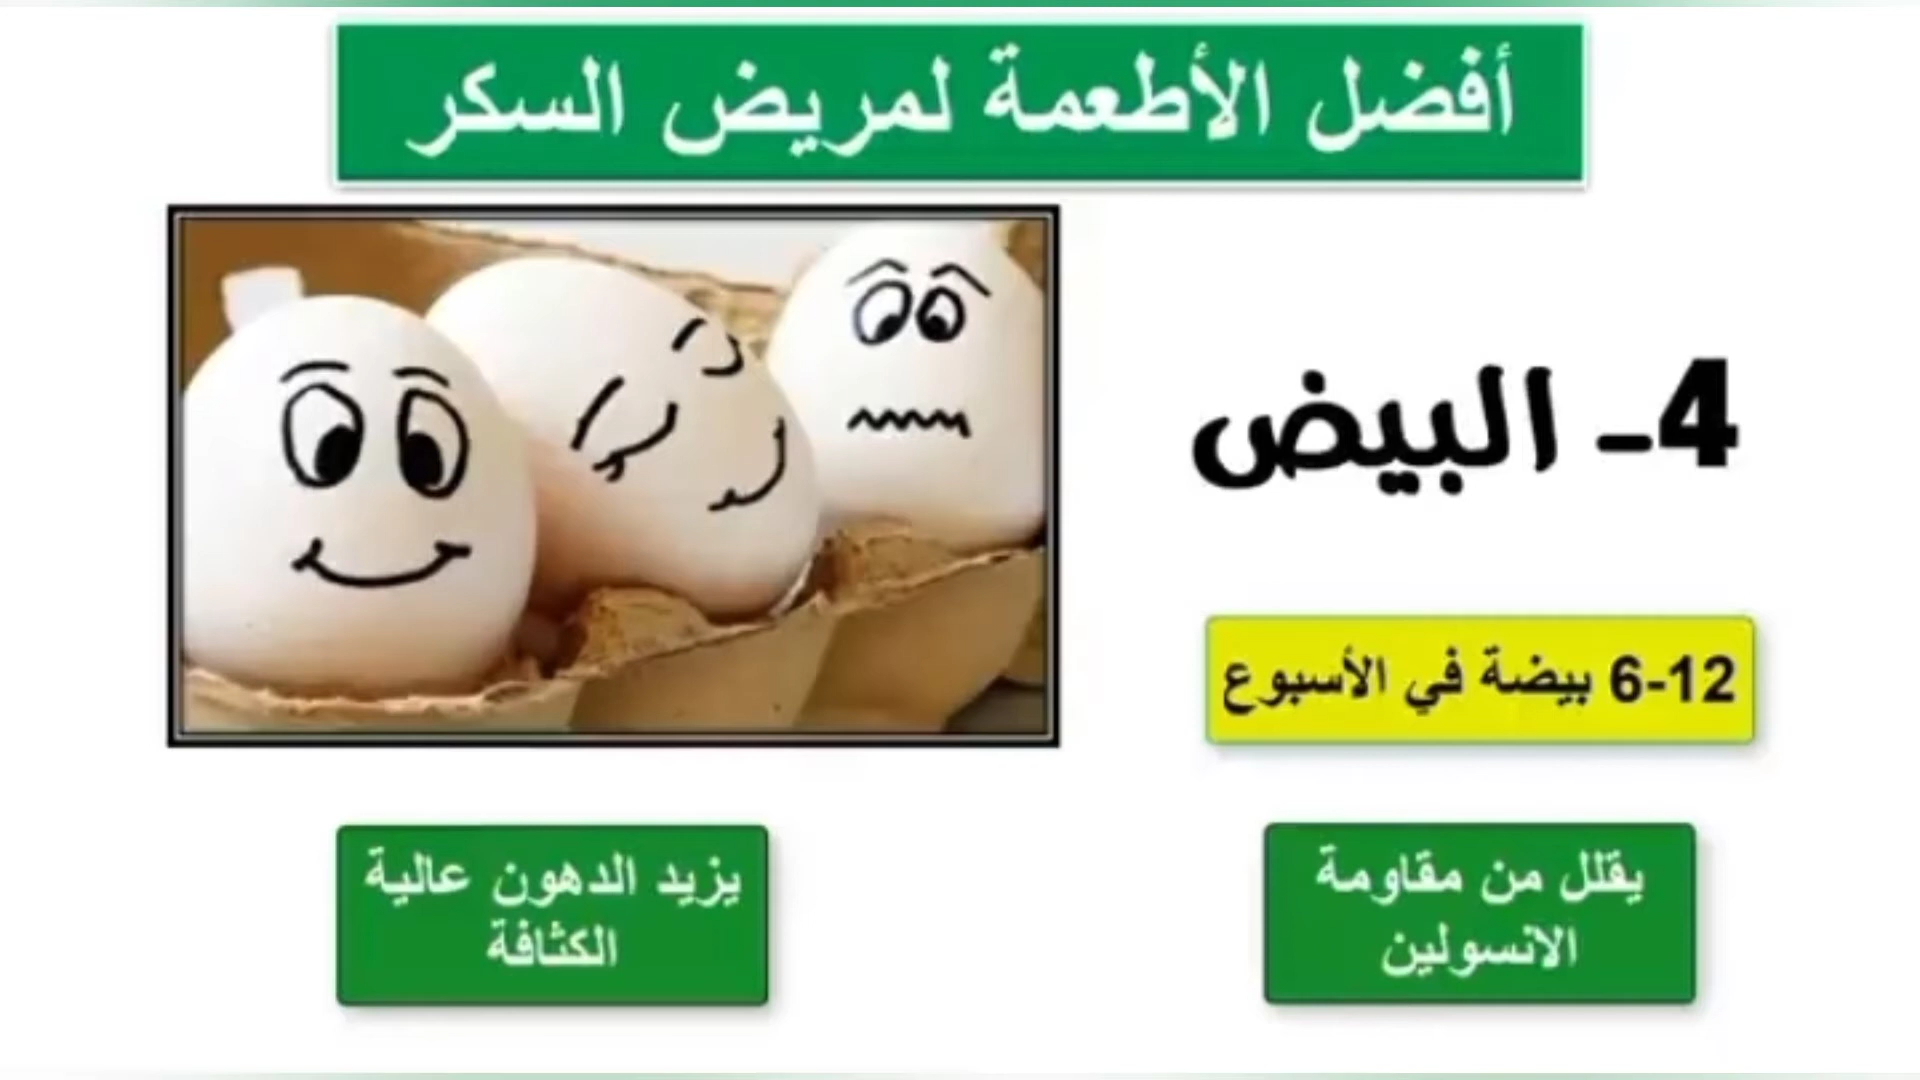 أفضل الأطعمة لمريض السكر
4- البيض
6-12 بيضة في الأسبوع
يقلل من مقاومة
الانسولين
يزيد الدهون عالية
الكثافة